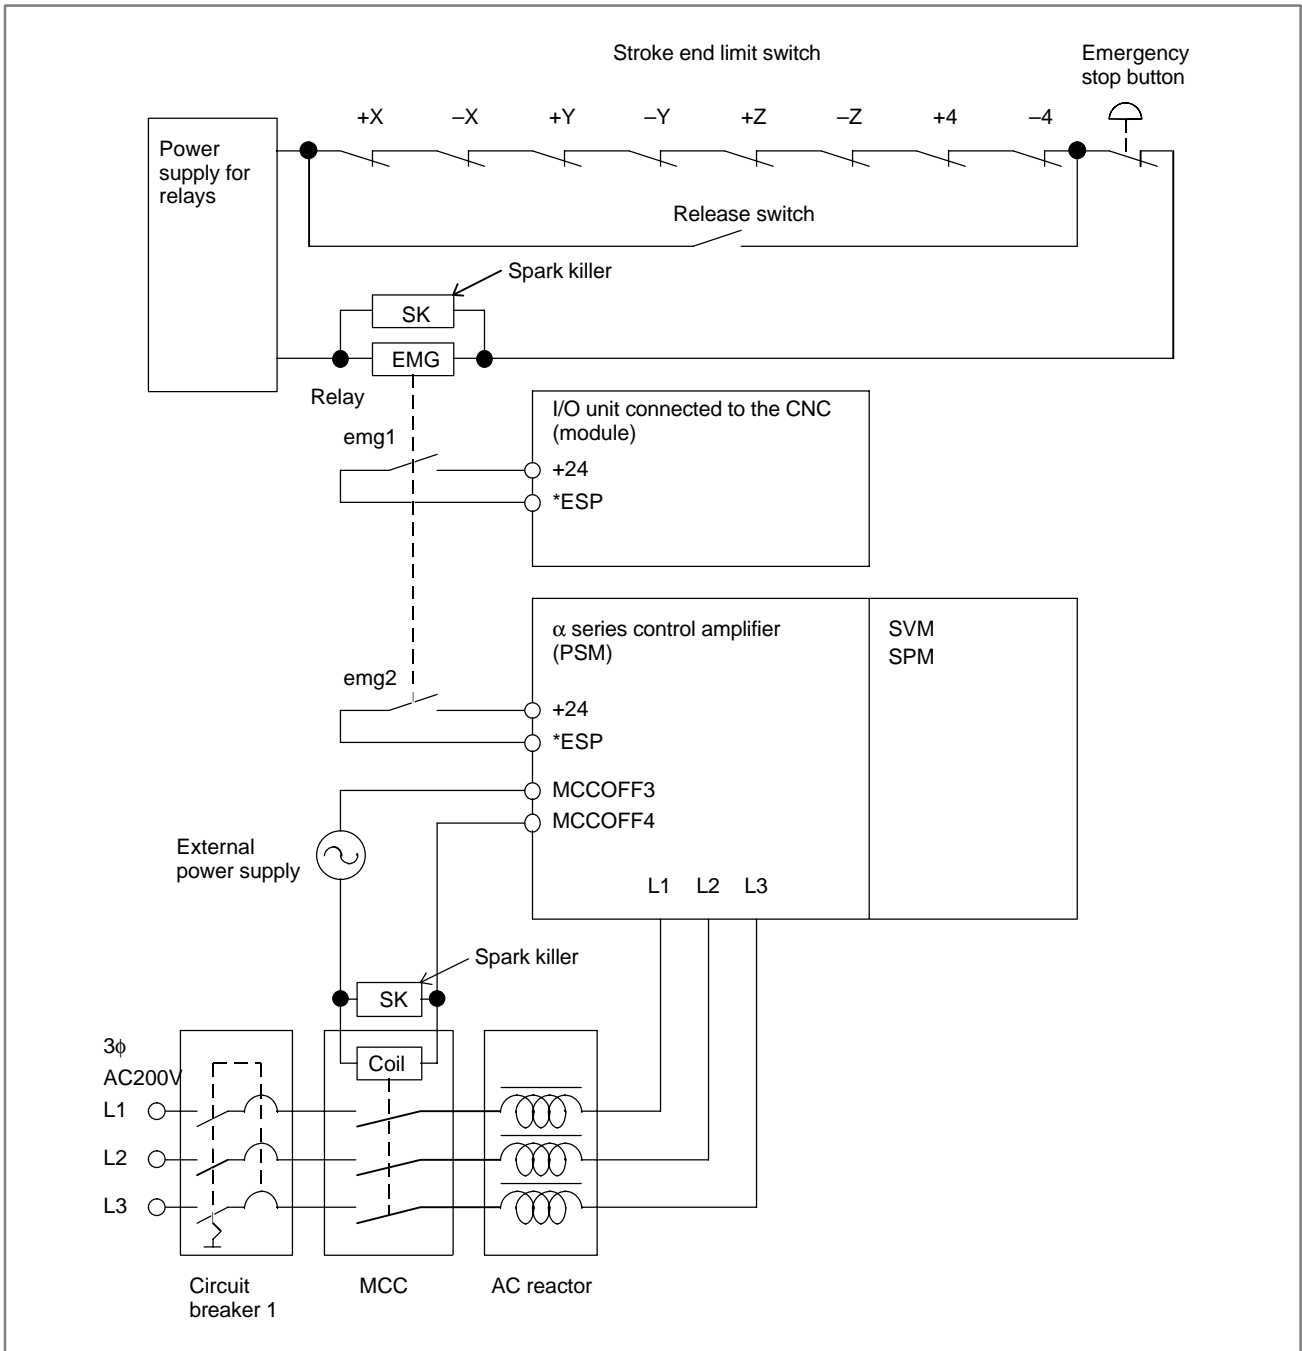 Stroke end limit switch
Emergency
stop button
+X –X +Y –Y +Z –Z +4 –4
Power
supply for
relays
Release switch
Spark killer
SK
EMG
Relay
I/O unit connected to the CNC
(module)
emg1
+24
*ESP
α series control amplifier
(PSM)
SVM
SPM
emg2
+24
*ESP
MCCOFF3
MCCOFF4
External
power supply
L1 L2 L3
Spark killer
SK
3ϕ
AC200V
Coil
L1
L2
L3
Circuit
breaker 1
MCC
AC reactor